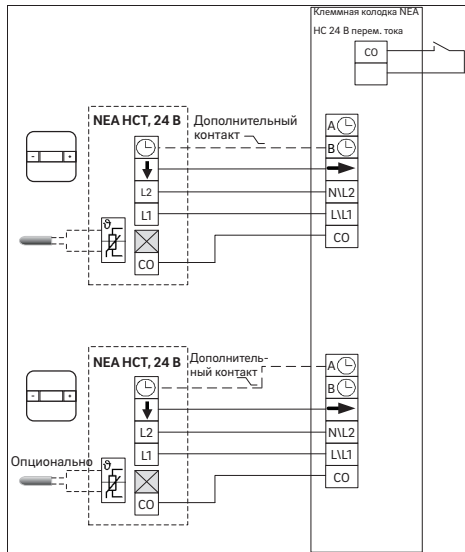 Клеммная колодка NEA
HC 24 В перем. тока
CO
NEA HCT, 24 В
Дополнительный
контакт
A
B
L2
N\L2
L1
L\L1
ϑ
CO
CO
NEA HCT, 24 В
Дополнитель-
ный контакт
A
B
L2
N\L2
Опционально
L1
L\L1
ϑ
CO
CO